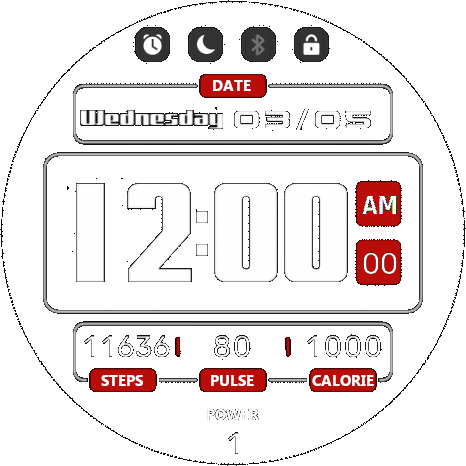 DATE
Wednesday 03/05
12:00 AM
00
11636 80 1000
STEPS PULSE CALORIE
POWER
1